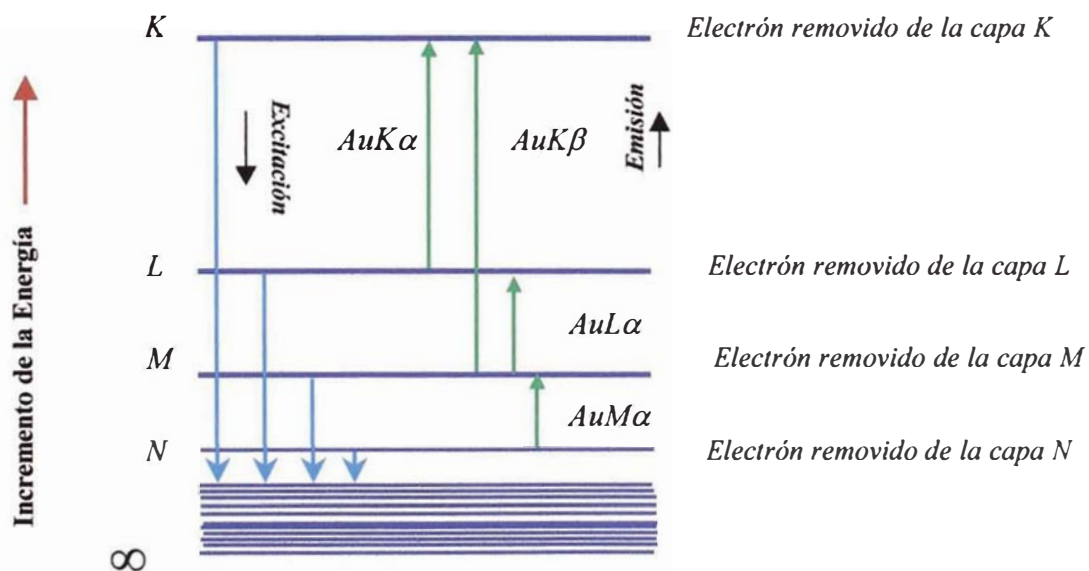 K
Electrón removido de la capa K
Incremento de la Energía
Excitación
AuKα
AuKβ
Emisión
L
Electrón removido de la capa L
AuLα
M
Electrón removido de la capa M
AuMα
N
Electrón removido de la capa N
∞